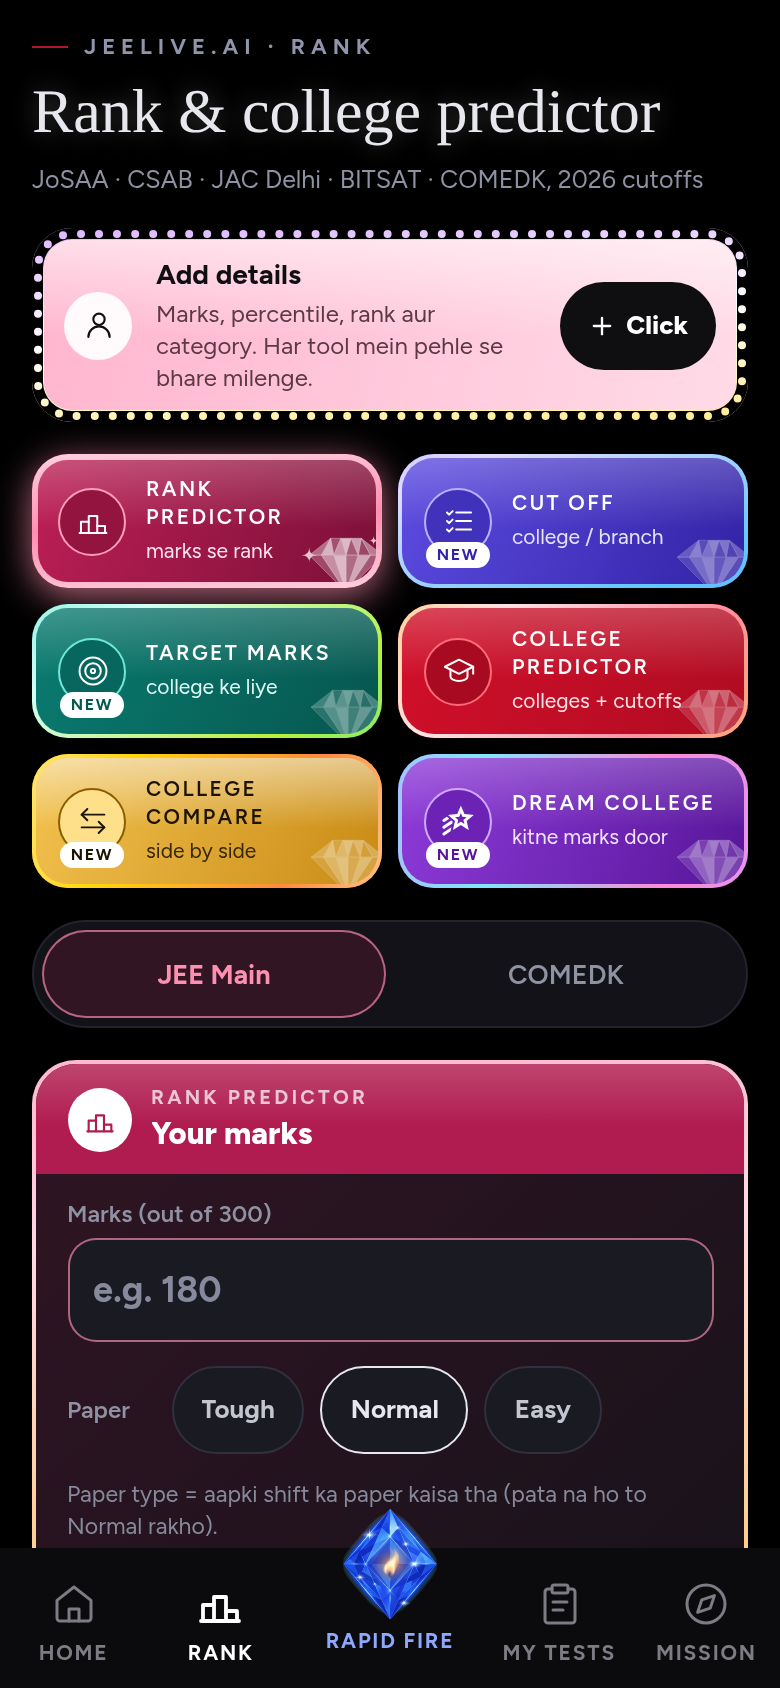 JEELIVE.AI · RANK
Rank & college predictor
JoSAA · CSAB · JAC Delhi · BITSAT · COMEDK, 2026 cutoffs
Add details
Marks, percentile, rank aur
category. Har tool mein pehle se
bhare milenge.
+ Click
RANK
PREDICTOR
marks se rank
CUT OFF
college / branch
NEW
TARGET MARKS
college ke liye
NEW
COLLEGE
PREDICTOR
colleges + cutoffs
COLLEGE
COMPARE
side by side
NEW
DREAM COLLEGE
kitne marks door
NEW
JEE Main
COMEDK
RANK PREDICTOR
Your marks
Marks (out of 300)
e.g. 180
Paper
Tough
Normal
Easy
Paper type = aapki shift ka paper kaisa tha (pata na ho to
Normal rakho).
HOME
RANK
RAPID FIRE
MY TESTS
MISSION